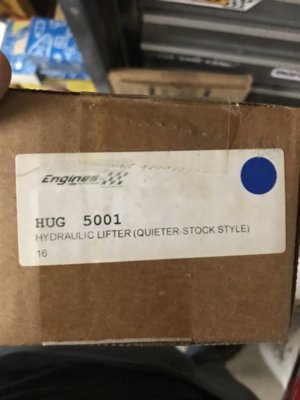 Engines
HUG 5001
HYDRAULIC LIFTER (QUIETER-STOCK STYLE)
16